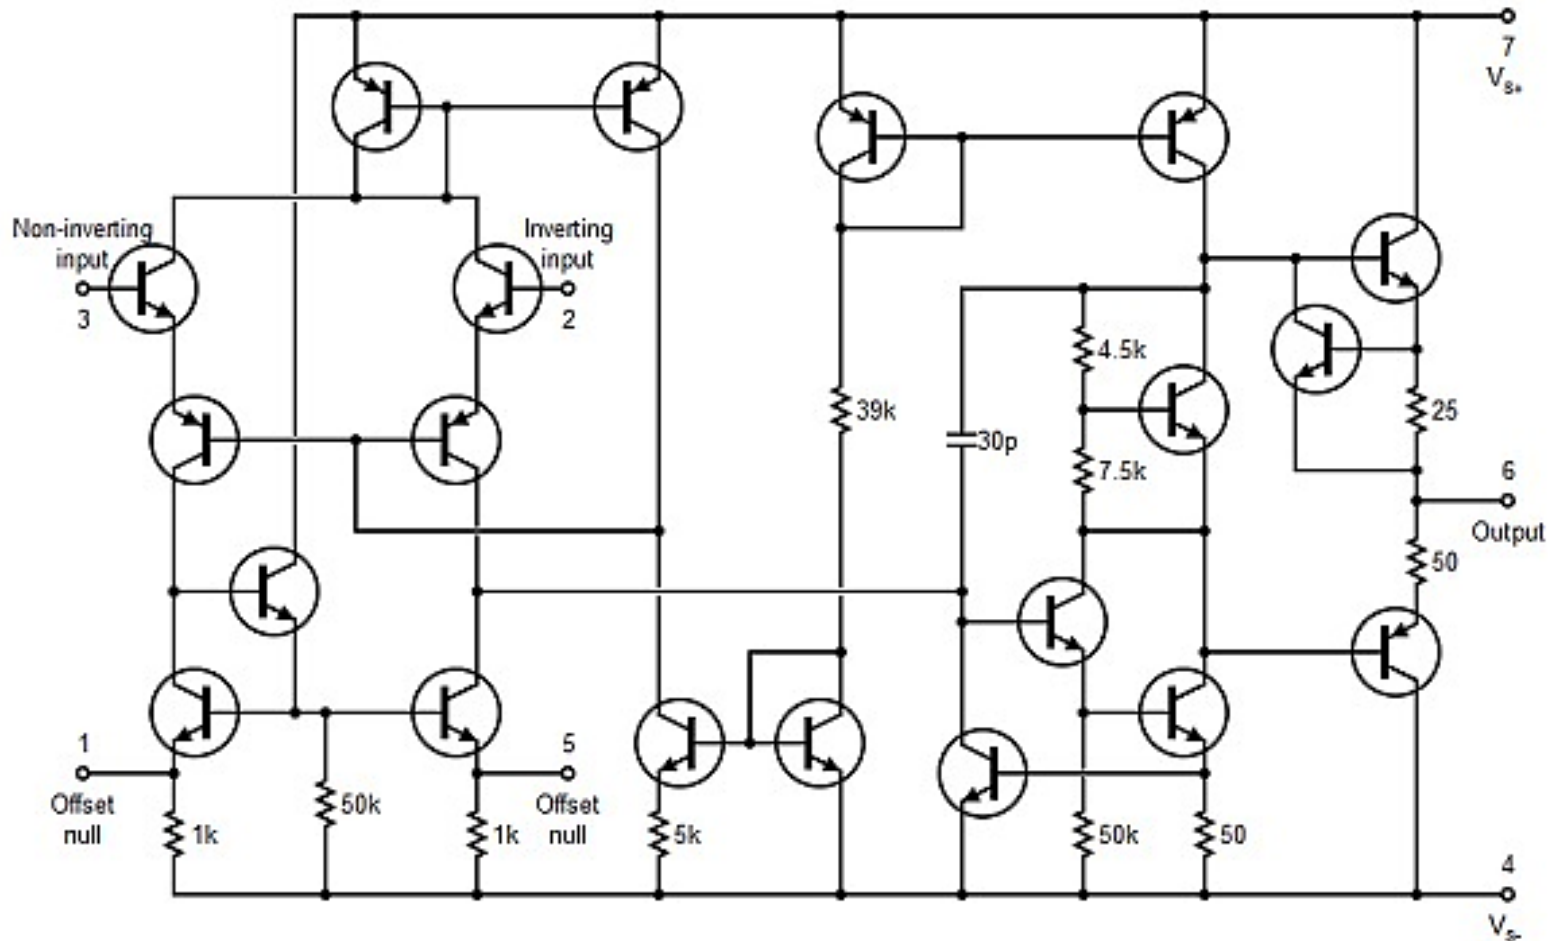 7
Vs+
Non-inverting
input
3
Inverting
input
2
4.5k
39k
30p
7.5k
25
6
Output
50
1
Offset
null
1k
50k
5
Offset
null
1k
5k
50k
50
4
Vs-